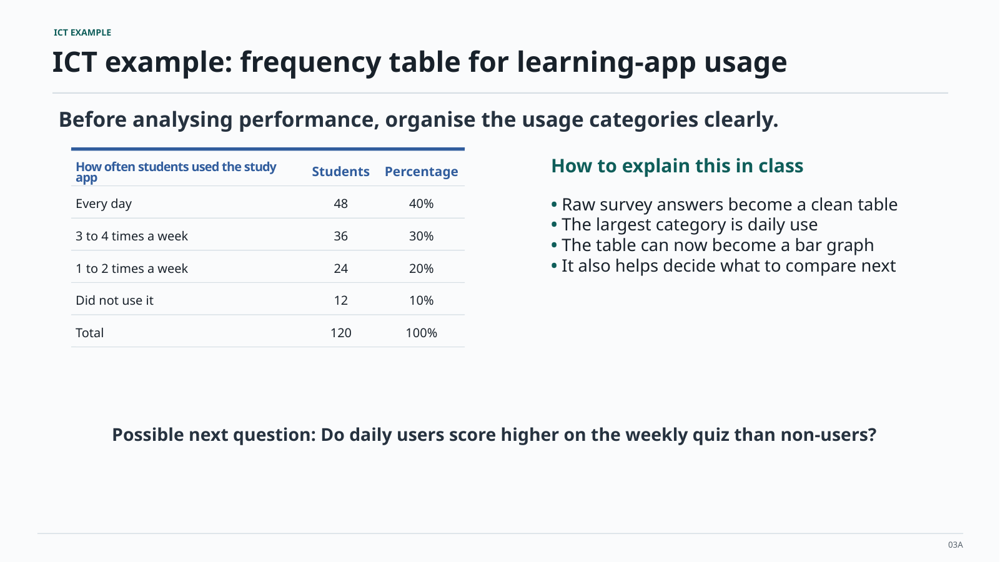 ICT EXAMPLE
ICT example: frequency table for learning-app usage
Before analysing performance, organise the usage categories clearly.
How often students used the study
app
Students Percentage
Every day 48 40%
3 to 4 times a week 36 30%
1 to 2 times a week 24 20%
Did not use it 12 10%
Total 120 100%
How to explain this in class
• Raw survey answers become a clean table
• The largest category is daily use
• The table can now become a bar graph
• It also helps decide what to compare next
Possible next question: Do daily users score higher on the weekly quiz than non-users?
03A